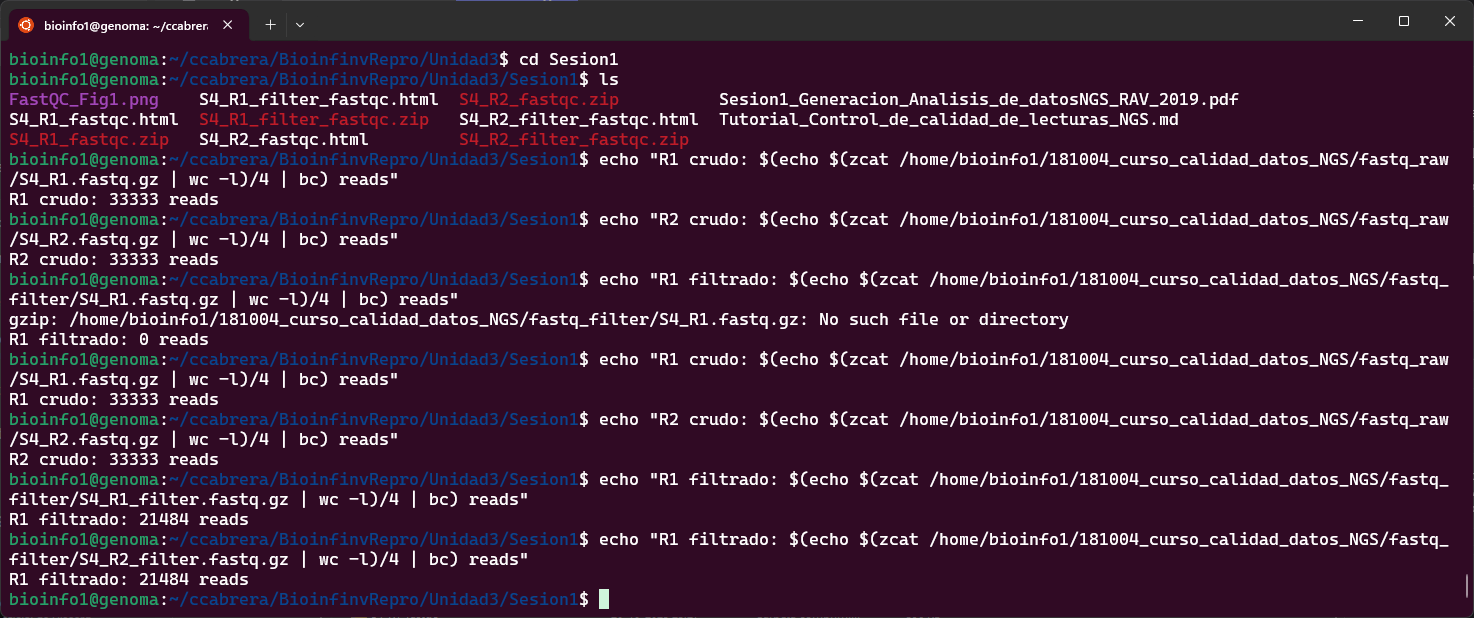 bioinfo1@genoma: ~/ccabrera
bioinfo1@genoma:~/ccabrera/BioinfinvRepro/Unidad3$ cd Sesion1
bioinfo1@genoma:~/ccabrera/BioinfinvRepro/Unidad3/Sesion1$ ls
FastQC_Fig1.png    S4_R1_filter_fastqc.html  S4_R2_fastqc.zip          Sesion1_Generacion_Analisis_de_datosNGS_RAV_2019.pdf
S4_R1_fastqc.html  S4_R1_filter_fastqc.zip   S4_R2_filter_fastqc.html  Tutorial_Control_de_calidad_de_lecturas_NGS.md
S4_R1_fastqc.zip   S4_R2_fastqc.html         S4_R2_filter_fastqc.zip
bioinfo1@genoma:~/ccabrera/BioinfinvRepro/Unidad3/Sesion1$ echo "R1 crudo: $(echo $(zcat /home/bioinfo1/181004_curso_calidad_datos_NGS/fastq_raw
/S4_R1.fastq.gz | wc -l)/4 | bc) reads"
R1 crudo: 33333 reads
bioinfo1@genoma:~/ccabrera/BioinfinvRepro/Unidad3/Sesion1$ echo "R2 crudo: $(echo $(zcat /home/bioinfo1/181004_curso_calidad_datos_NGS/fastq_raw
/S4_R2.fastq.gz | wc -l)/4 | bc) reads"
R2 crudo: 33333 reads
bioinfo1@genoma:~/ccabrera/BioinfinvRepro/Unidad3/Sesion1$ echo "R1 filtrado: $(echo $(zcat /home/bioinfo1/181004_curso_calidad_datos_NGS/fastq_
filter/S4_R1.fastq.gz | wc -l)/4 | bc) reads"
gzip: /home/bioinfo1/181004_curso_calidad_datos_NGS/fastq_filter/S4_R1.fastq.gz: No such file or directory
R1 filtrado: 0 reads
bioinfo1@genoma:~/ccabrera/BioinfinvRepro/Unidad3/Sesion1$ echo "R1 crudo: $(echo $(zcat /home/bioinfo1/181004_curso_calidad_datos_NGS/fastq_raw
/S4_R1.fastq.gz | wc -l)/4 | bc) reads"
R1 crudo: 33333 reads
bioinfo1@genoma:~/ccabrera/BioinfinvRepro/Unidad3/Sesion1$ echo "R2 crudo: $(echo $(zcat /home/bioinfo1/181004_curso_calidad_datos_NGS/fastq_raw
/S4_R2.fastq.gz | wc -l)/4 | bc) reads"
R2 crudo: 33333 reads
bioinfo1@genoma:~/ccabrera/BioinfinvRepro/Unidad3/Sesion1$ echo "R1 filtrado: $(echo $(zcat /home/bioinfo1/181004_curso_calidad_datos_NGS/fastq_
filter/S4_R1_filter.fastq.gz | wc -l)/4 | bc) reads"
R1 filtrado: 21484 reads
bioinfo1@genoma:~/ccabrera/BioinfinvRepro/Unidad3/Sesion1$ echo "R1 filtrado: $(echo $(zcat /home/bioinfo1/181004_curso_calidad_datos_NGS/fastq_
filter/S4_R2_filter.fastq.gz | wc -l)/4 | bc) reads"
R1 filtrado: 21484 reads
bioinfo1@genoma:~/ccabrera/BioinfinvRepro/Unidad3/Sesion1$